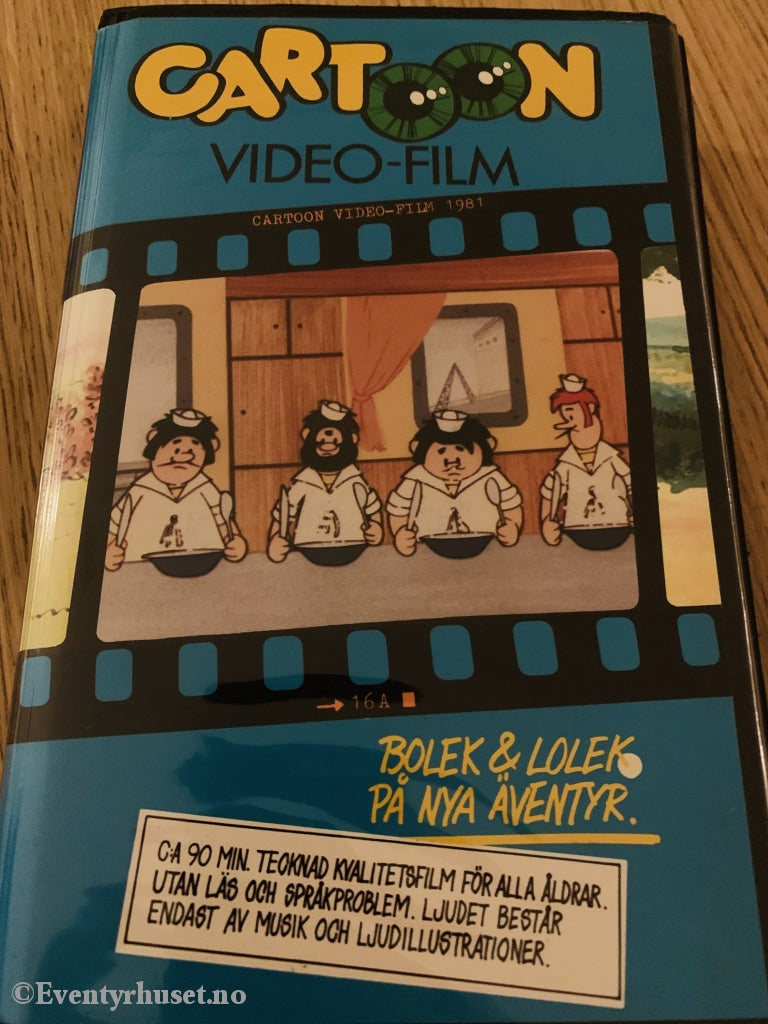 CARTOON
VIDEO-FILM
CARTOON VIDEO-FILM 1981
→ 16A
BOLEK & LOLEK
PÅ NYA ÄVENTYR.
C:A 90 MIN. TECKNAD KVALITETSFILM FÖR ALLA ÅLDRAR.
UTAN LÄS OCH SPRÅKPROBLEM. LJUDET BESTÅR
ENDAST AV MUSIK OCH LJUDILLUSTRATIONER.
©Eventyrhuset.no